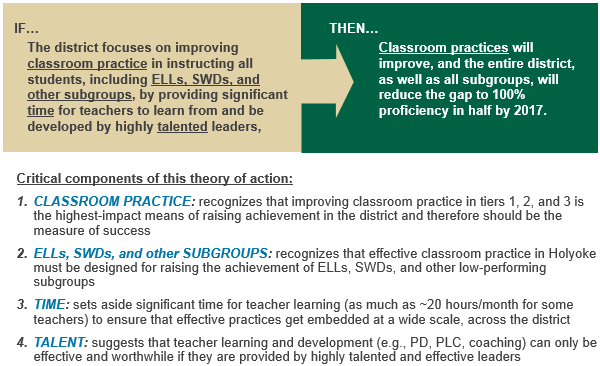 IF…
The district focuses on improving
classroom practice in instructing all
students, including ELLs, SWDs, and
other subgroups, by providing significant
time for teachers to learn from and be
developed by highly talented leaders,
THEN…
Classroom practices will
improve, and the entire district,
as well as all subgroups, will
reduce the gap to 100%
proficiency in half by 2017.
Critical components of this theory of action:
1. CLASSROOM PRACTICE: recognizes that improving classroom practice in tiers 1, 2, and 3 is
the highest-impact means of raising achievement in the district and therefore should be the
measure of success
2. ELLs, SWDs, and other SUBGROUPS: recognizes that effective classroom practice in Holyoke
must be designed for raising the achievement of ELLs, SWDs, and other low-performing
subgroups
3. TIME: sets aside significant time for teacher learning (as much as ~20 hours/month for some
teachers) to ensure that effective practices get embedded at a wide scale, across the district
4. TALENT: suggests that teacher learning and development (e.g., PD, PLC, coaching) can only be
effective and worthwhile if they are provided by highly talented and effective leaders